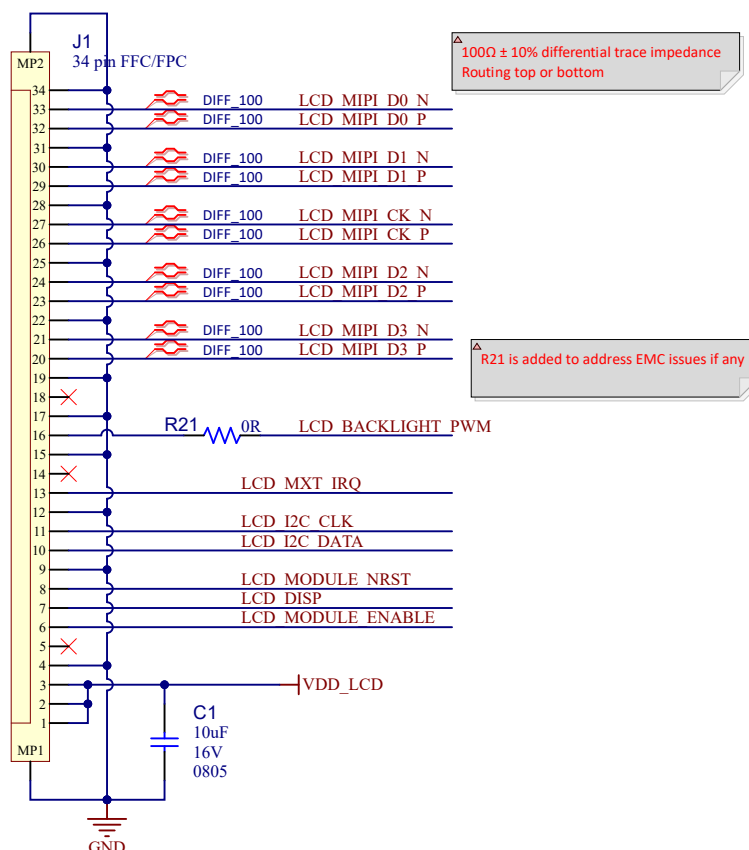 J1
34 pin FFC/FPC
MP2
100Ω ± 10% differential trace impedance
Routing top or bottom
34
33 DIFF_100 LCD_MIPI_D0_N
32 DIFF_100 LCD_MIPI_D0_P
31
30 DIFF_100 LCD_MIPI_D1_N
29 DIFF_100 LCD_MIPI_D1_P
28
27 DIFF_100 LCD_MIPI_CK_N
26 DIFF_100 LCD_MIPI_CK_P
25
24 DIFF_100 LCD_MIPI_D2_N
23 DIFF_100 LCD_MIPI_D2_P
22
21 DIFF_100 LCD_MIPI_D3_N
20 DIFF_100 LCD_MIPI_D3_P
R21 is added to address EMC issues if any
19
18
17
16 R21 0R LCD_BACKLIGHT_PWM
15
14
13 LCD_MXT_IRQ
12
11 LCD_I2C_CLK
10 LCD_I2C_DATA
9
8 LCD_MODULE_NRST
7 LCD_DISP
6 LCD_MODULE_ENABLE
5
4
3 VDD_LCD
2
1
C1
10uF
16V
0805
MP1
GND